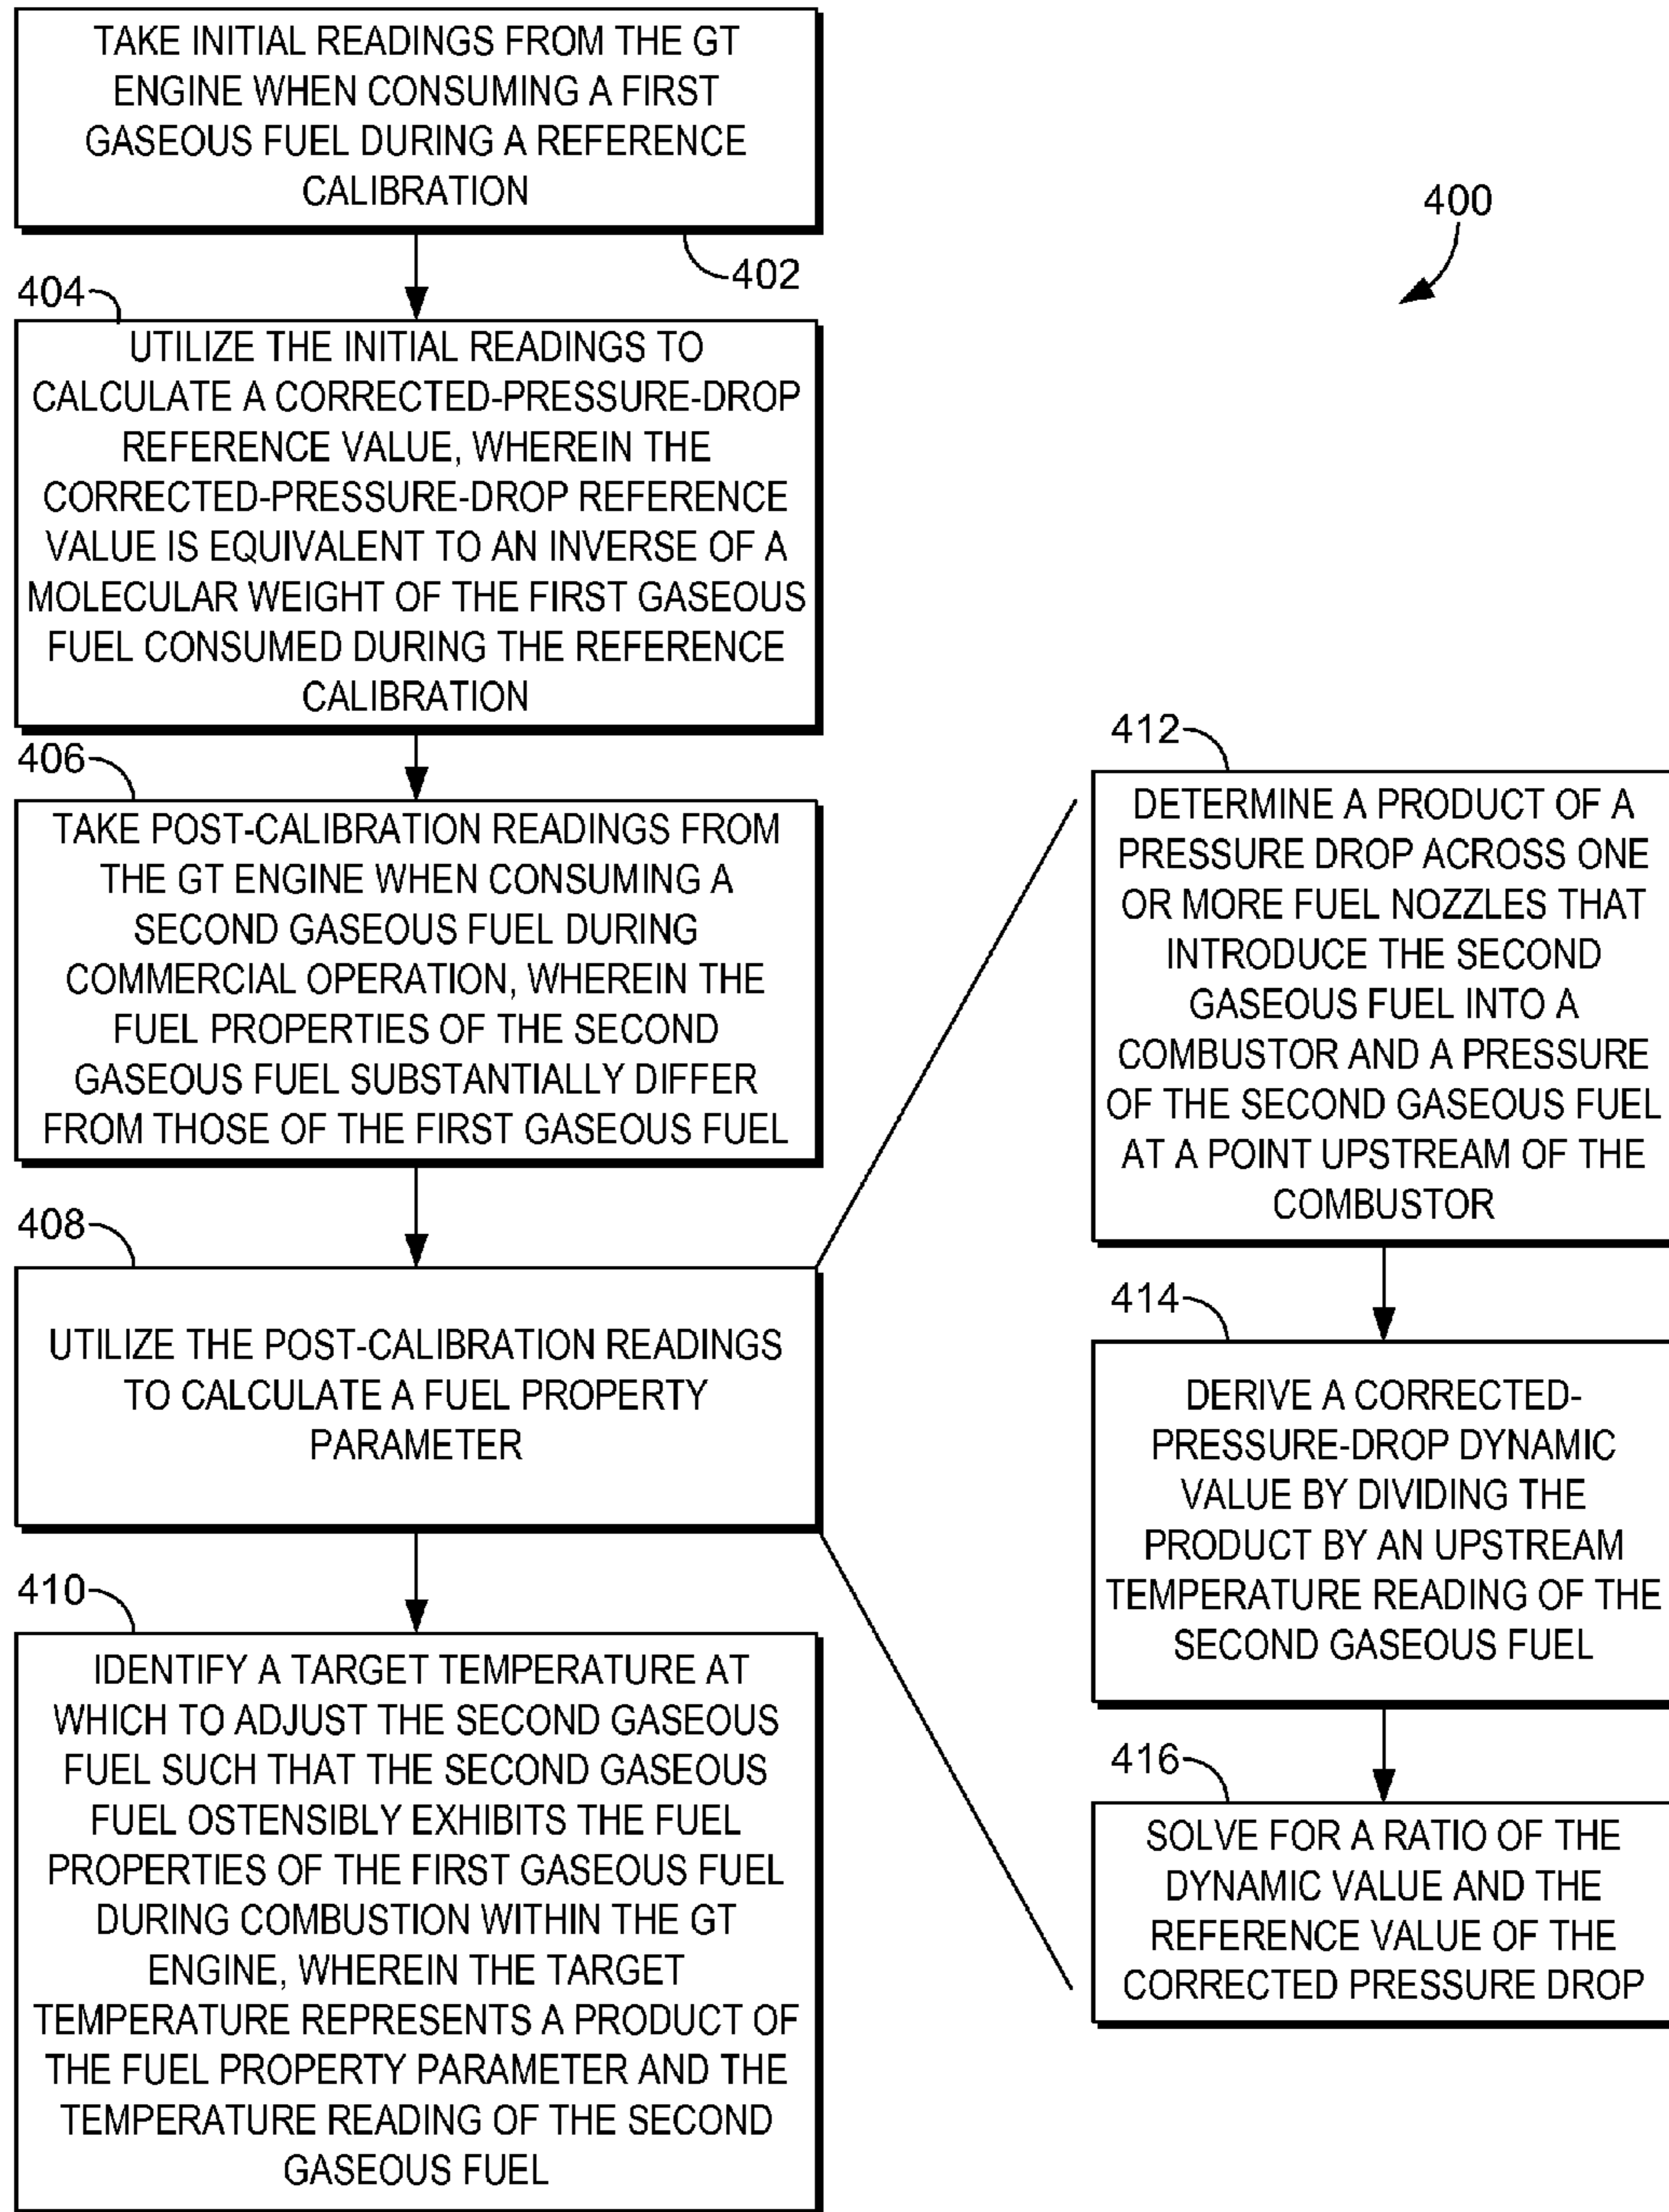 TAKE INITIAL READINGS FROM THE GT
ENGINE WHEN CONSUMING A FIRST
GASEOUS FUEL DURING A REFERENCE
CALIBRATION
402
400
404
UTILIZE THE INITIAL READINGS TO
CALCULATE A CORRECTED-PRESSURE-DROP
REFERENCE VALUE, WHEREIN THE
CORRECTED-PRESSURE-DROP REFERENCE
VALUE IS EQUIVALENT TO AN INVERSE OF A
MOLECULAR WEIGHT OF THE FIRST GASEOUS
FUEL CONSUMED DURING THE REFERENCE
CALIBRATION
406
TAKE POST-CALIBRATION READINGS FROM
THE GT ENGINE WHEN CONSUMING A
SECOND GASEOUS FUEL DURING
COMMERCIAL OPERATION, WHEREIN THE
FUEL PROPERTIES OF THE SECOND
GASEOUS FUEL SUBSTANTIALLY DIFFER
FROM THOSE OF THE FIRST GASEOUS FUEL
408
UTILIZE THE POST-CALIBRATION READINGS
TO CALCULATE A FUEL PROPERTY
PARAMETER
410
IDENTIFY A TARGET TEMPERATURE AT
WHICH TO ADJUST THE SECOND GASEOUS
FUEL SUCH THAT THE SECOND GASEOUS
FUEL OSTENSIBLY EXHIBITS THE FUEL
PROPERTIES OF THE FIRST GASEOUS FUEL
DURING COMBUSTION WITHIN THE GT
ENGINE, WHEREIN THE TARGET
TEMPERATURE REPRESENTS A PRODUCT OF
THE FUEL PROPERTY PARAMETER AND THE
TEMPERATURE READING OF THE SECOND
GASEOUS FUEL
412
DETERMINE A PRODUCT OF A
PRESSURE DROP ACROSS ONE
OR MORE FUEL NOZZLES THAT
INTRODUCE THE SECOND
GASEOUS FUEL INTO A
COMBUSTOR AND A PRESSURE
OF THE SECOND GASEOUS FUEL
AT A POINT UPSTREAM OF THE
COMBUSTOR
414
DERIVE A CORRECTED-
PRESSURE-DROP DYNAMIC
VALUE BY DIVIDING THE
PRODUCT BY AN UPSTREAM
TEMPERATURE READING OF THE
SECOND GASEOUS FUEL
416
SOLVE FOR A RATIO OF THE
DYNAMIC VALUE AND THE
REFERENCE VALUE OF THE
CORRECTED PRESSURE DROP